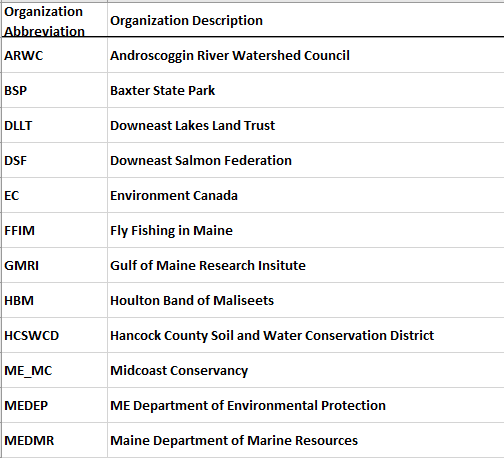 Organization Organization Description
Abbreviation
ARWC Androscoggin River Watershed Council
BSP Baxter State Park
DLLT Downeast Lakes Land Trust
DSF Downeast Salmon Federation
EC Environment Canada
FFIM Fly Fishing in Maine
GMRI Gulf of Maine Research Insitute
HBM Houlton Band of Maliseets
HCSWCD Hancock County Soil and Water Conservation District
ME_MC Midcoast Conservancy
MEDEP ME Department of Environmental Protection
MEDMR Maine Department of Marine Resources